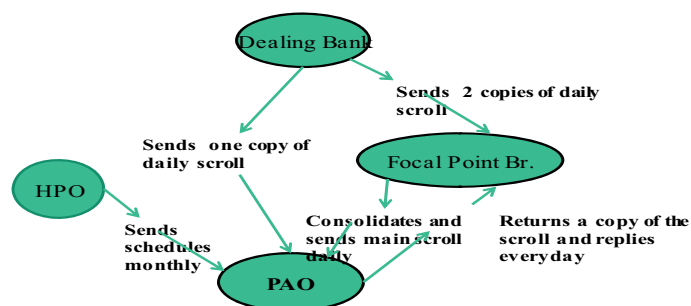 Dealing Bank
Sends 2 copies of daily
scroll
Sends one copy of
daily scroll
Focal Point Br.
HPO
Consolidates and
sends main scroll
daily
Returns a copy of the
scroll and replies
everyday
Sends
schedules
monthly
PAO